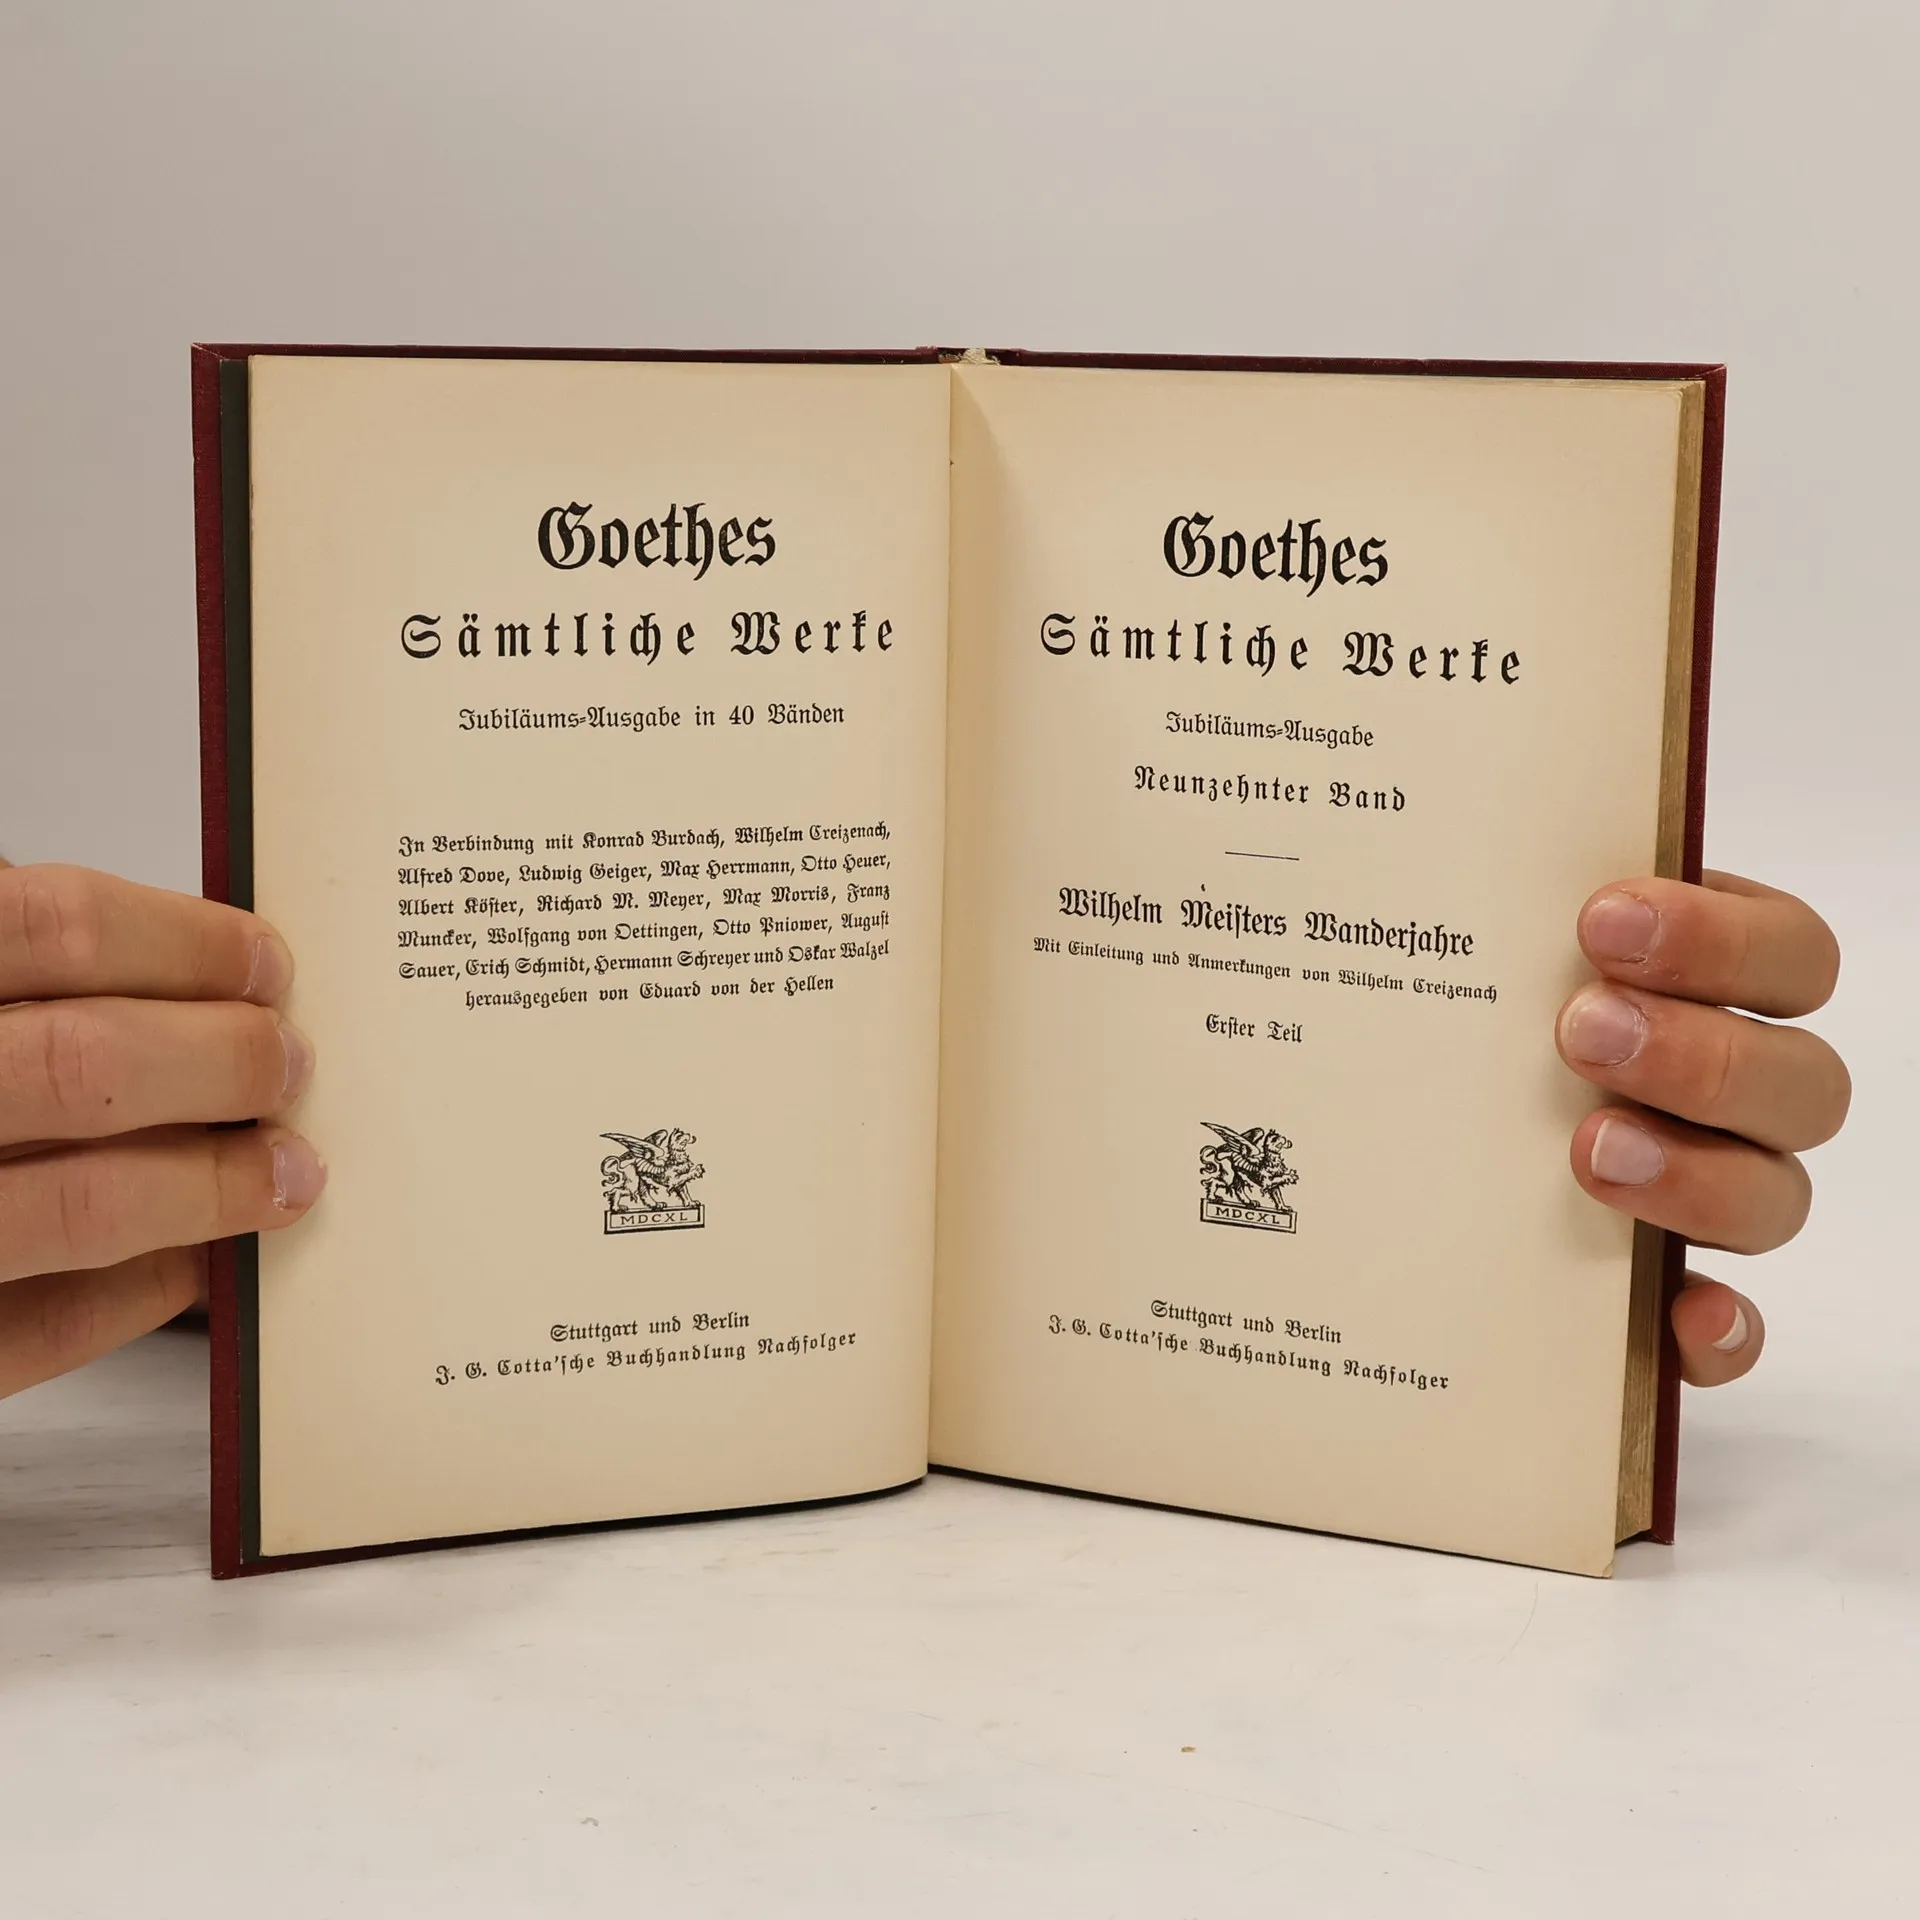 Goethes
Sämtliche Werke
Jubiläums-Ausgabe in 40 Bänden
In Verbindung mit Konrad Burdach, Wilhelm Creizenach,
Alfred Dove, Ludwig Geiger, Max Herrmann, Otto Heuer,
Albert Köster, Richard M. Meyer, Max Morris, Franz
Muncker, Wolfgang von Oettingen, Otto Pniower, August
Sauer, Erich Schmidt, Hermann Schreyer und Oskar Walzel
herausgegeben von Eduard von der Hellen
MDCXL
Stuttgart und Berlin
J. G. Cotta'sche Buchhandlung Nachfolger
Goethes
Sämtliche Werke
Jubiläums-Ausgabe
Neunzehnter Band
Wilhelm Meisters Wanderjahre
Mit Einleitung und Anmerkungen von Wilhelm Creizenach
Erster Teil
MDCXL
Stuttgart und Berlin
J. G. Cotta'sche Buchhandlung Nachfolger